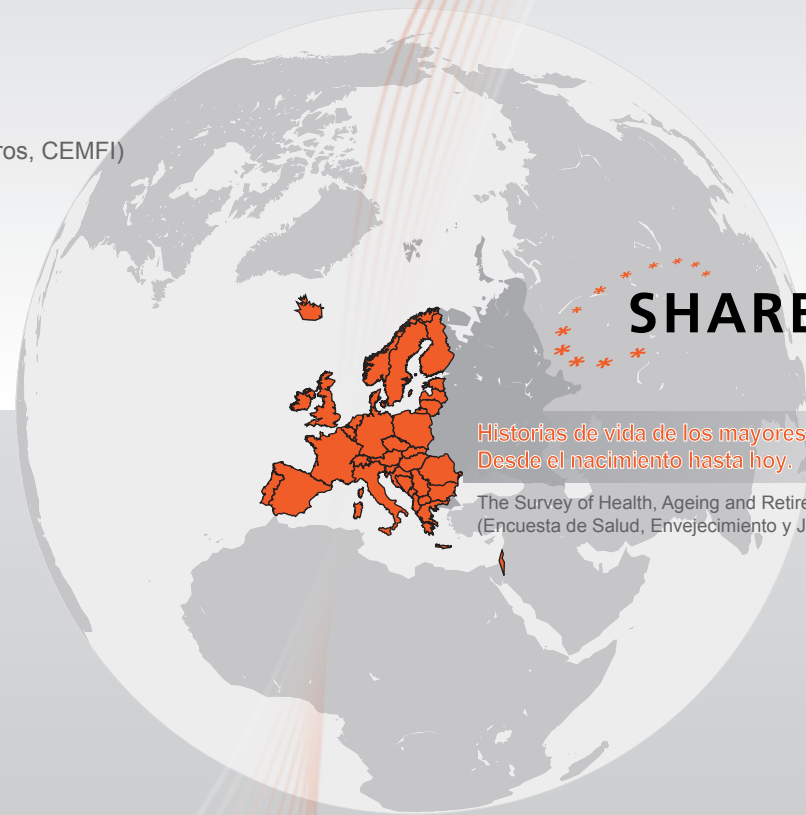 ros, CEMFI)
SHARE
Historias de vida de los mayores
Desde el nacimiento hasta hoy.
The Survey of Health, Ageing and Retire
(Encuesta de Salud, Envejecimiento y J